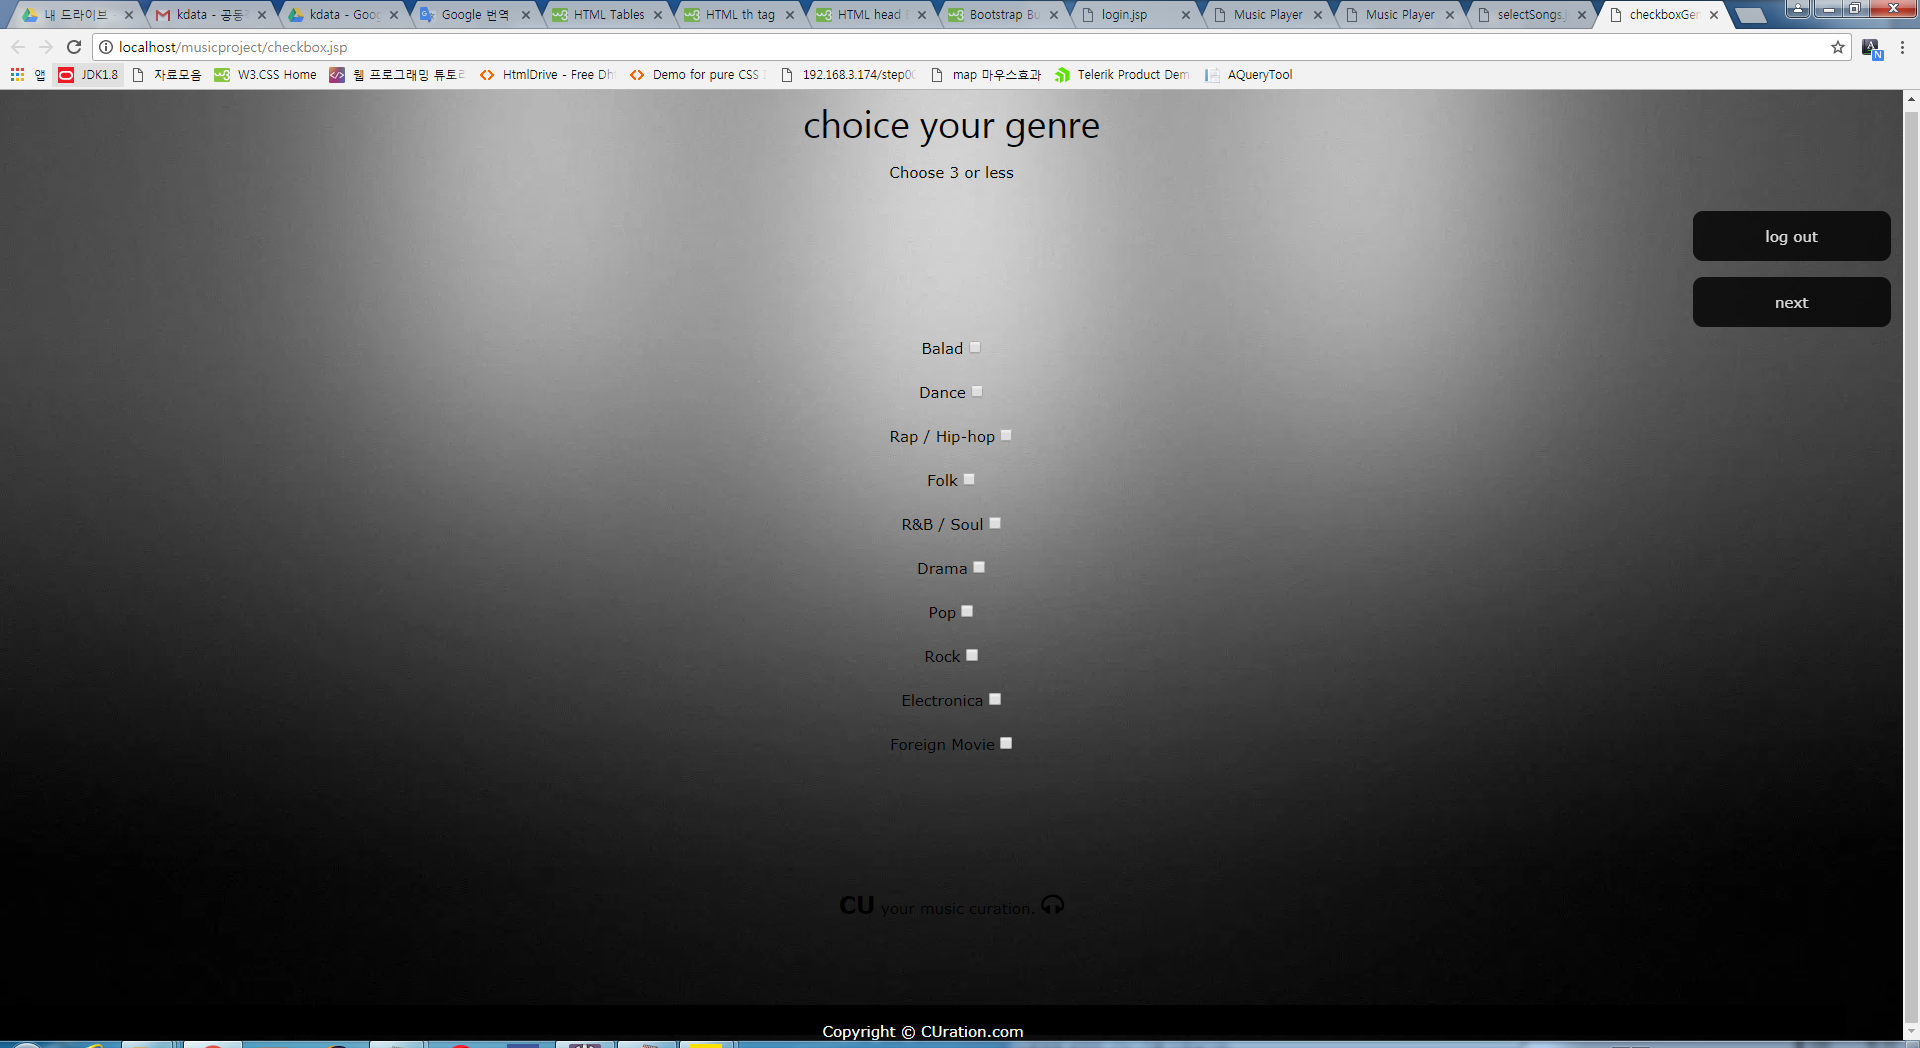 내 드라이브
kdata - 공동
kdata - Goo
Google 번역
HTML Tables
HTML th tag
HTML head
Bootstrap Bu
login.jsp
Music Player
Music Player
selectSongs.
checkboxGen
localhost/musicproject/checkbox.jsp
앱
JDK1.8
자료모음
W3.CSS Home
웹 프로그래밍 튜토리
HtmlDrive - Free Dh
Demo for pure CSS
192.168.3.174/step00
map 마우스효과
Telerik Product Dem
AQueryTool
choice your genre
Choose 3 or less
log out
next
Balad
Dance
Rap / Hip-hop
Folk
R&B / Soul
Drama
Pop
Rock
Electronica
Foreign Movie
CU your music curation.
Copyright © CUration.com